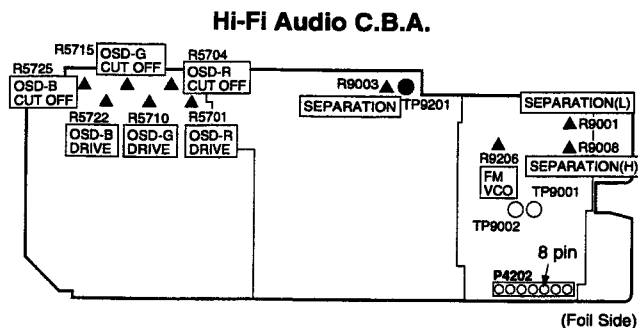 Hi-Fi Audio C.B.A.
R5715
OSD-G
CUT OFF
R5704
OSD-R
CUT OFF
R5725
OSD-B
CUT OFF
R5722
OSD-B
DRIVE
R5710
OSD-G
DRIVE
R5701
OSD-R
DRIVE
R9003
SEPARATION
TP9201
SEPARATION(L)
R9001
R9008
SEPARATION(H)
R9206
FM
VCO
TP9001
TP9002
8 pin
P4202
(Foil Side)